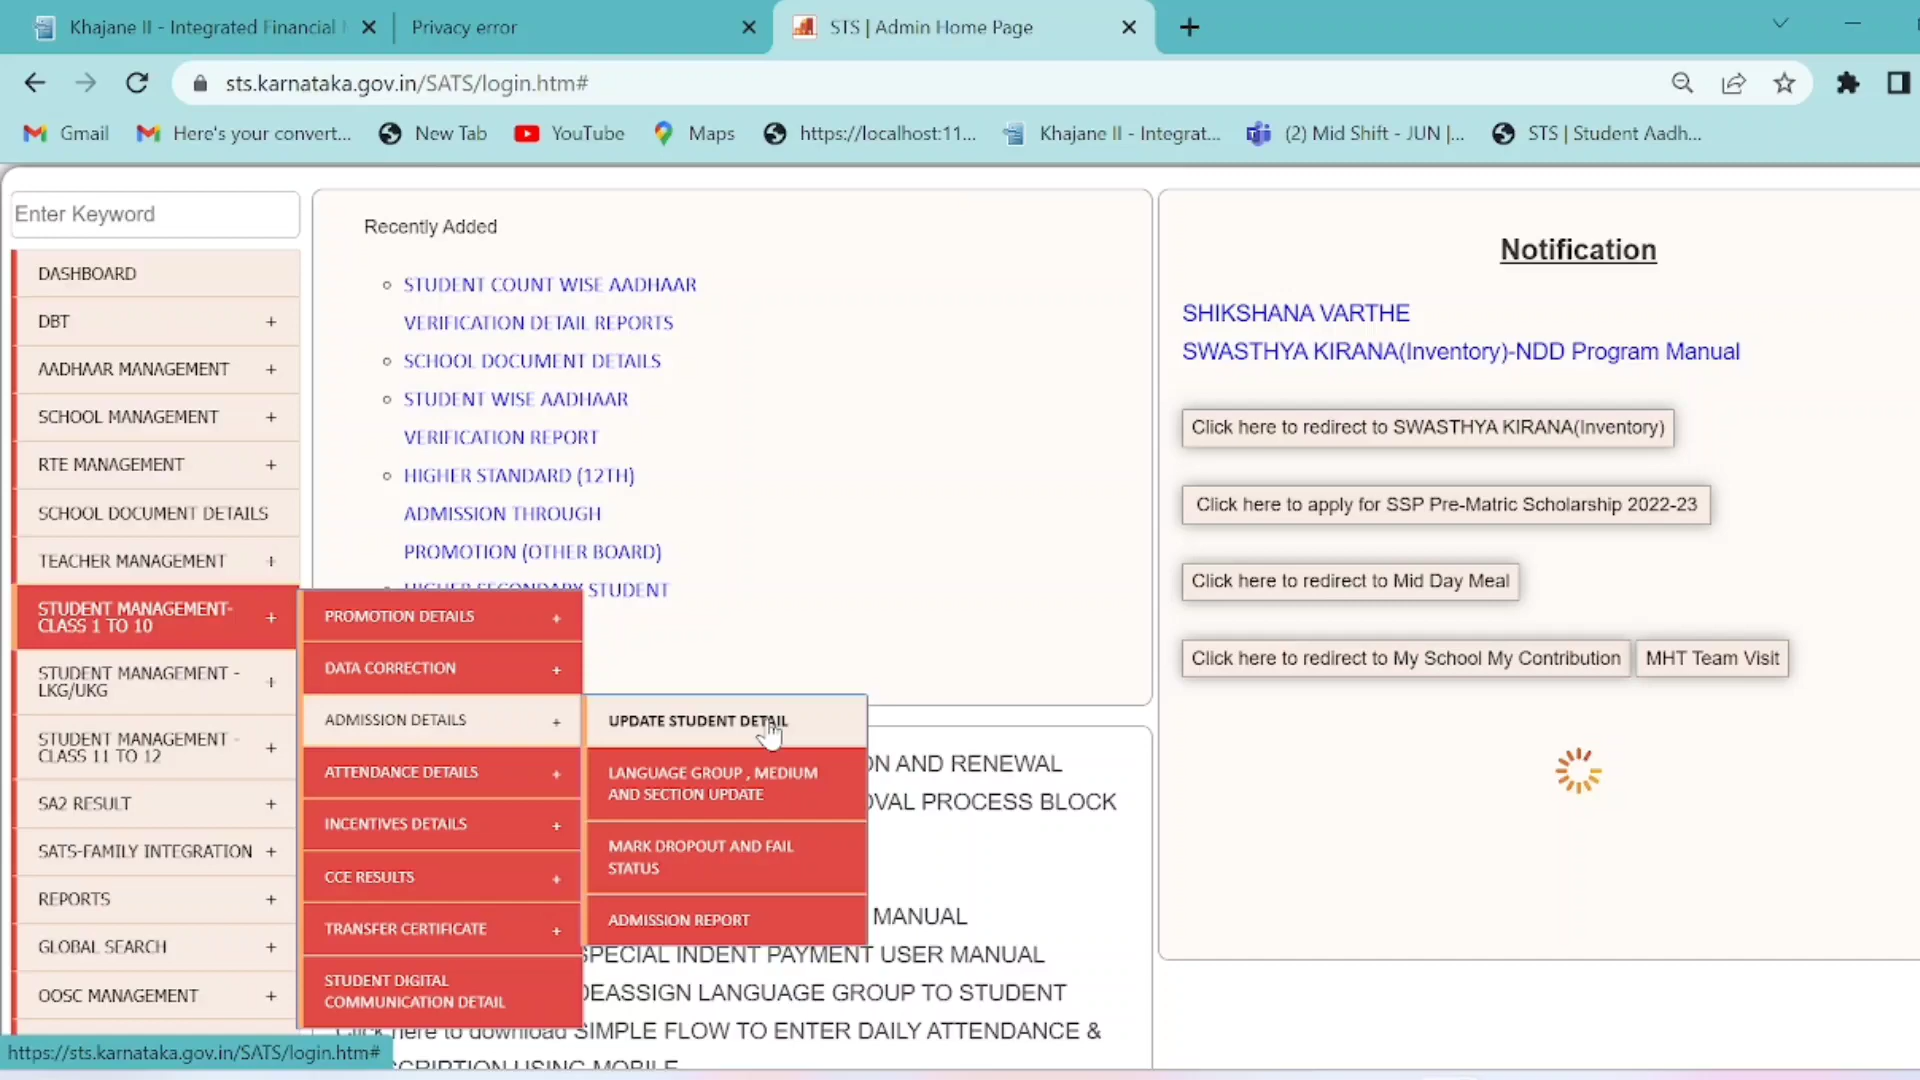 Khajane II - Integrated Financial
Privacy error
STS | Admin Home Page
sts.karnataka.gov.in/SATS/login.htm#
Gmail
Here's your convert...
New Tab
YouTube
Maps
https://localhost:11...
Khajane II - Integrat...
(2) Mid Shift - JUN |...
STS | Student Aadh...
Enter Keyword
DASHBOARD
DBT +
AADHAAR MANAGEMENT +
SCHOOL MANAGEMENT +
RTE MANAGEMENT +
SCHOOL DOCUMENT DETAILS
TEACHER MANAGEMENT +
STUDENT MANAGEMENT- +
CLASS 1 TO 10
STUDENT MANAGEMENT - +
LKG/UKG
STUDENT MANAGEMENT - +
CLASS 11 TO 12
SA2 RESULT +
SATS-FAMILY INTEGRATION +
REPORTS +
GLOBAL SEARCH +
OOSC MANAGEMENT +
https://sts.karnataka.gov.in/SATS/login.htm#
PROMOTION DETAILS +
DATA CORRECTION +
ADMISSION DETAILS +
ATTENDANCE DETAILS +
INCENTIVES DETAILS +
CCE RESULTS +
TRANSFER CERTIFICATE +
STUDENT DIGITAL
COMMUNICATION DETAIL
UPDATE STUDENT DETAIL
LANGUAGE GROUP , MEDIUM
AND SECTION UPDATE
MARK DROPOUT AND FAIL
STATUS
ADMISSION REPORT
Recently Added
STUDENT COUNT WISE AADHAAR
VERIFICATION DETAIL REPORTS
SCHOOL DOCUMENT DETAILS
STUDENT WISE AADHAAR
VERIFICATION REPORT
HIGHER STANDARD (12TH)
ADMISSION THROUGH
PROMOTION (OTHER BOARD)
HIGHER SECONDARY STUDENT
AND RENEWAL
PROCESS BLOCK
MANUAL
SPECIAL INDENT PAYMENT USER MANUAL
DEASSIGN LANGUAGE GROUP TO STUDENT
Click here to download SIMPLE FLOW TO ENTER DAILY ATTENDANCE &
USING MOBILE
Notification
SHIKSHANA VARTHE
SWASTHYA KIRANA(Inventory)-NDD Program Manual
Click here to redirect to SWASTHYA KIRANA(Inventory)
Click here to apply for SSP Pre-Matric Scholarship 2022-23
Click here to redirect to Mid Day Meal
Click here to redirect to My School My Contribution
MHT Team Visit